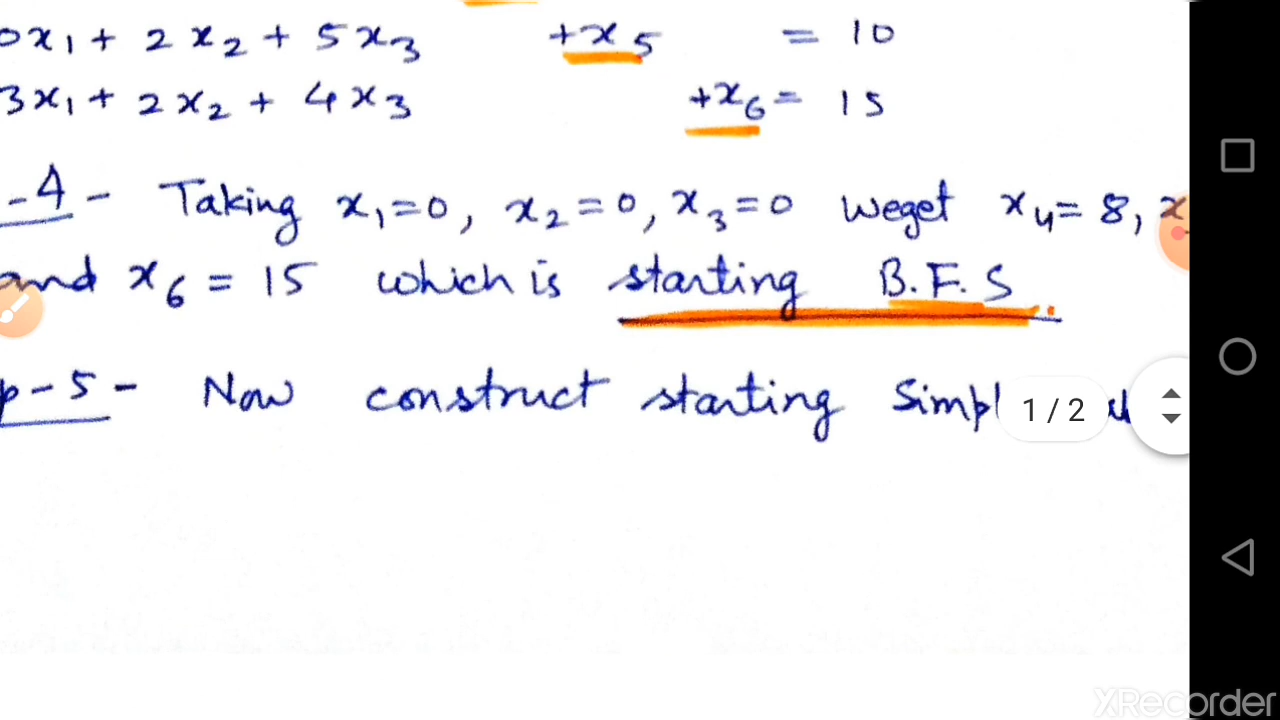 0x₁ + 2x₂ + 5x₃ +x₅ = 10
3x₁ + 2x₂ + 4x₃ +x₆ = 15
-4 - Taking x₁=0, x₂=0, x₃=0 weget x₄= 8, x
and x₆ = 15 which is starting B.F.S.
p-5 - Now construct starting Simpl
1 / 2
XRecorder